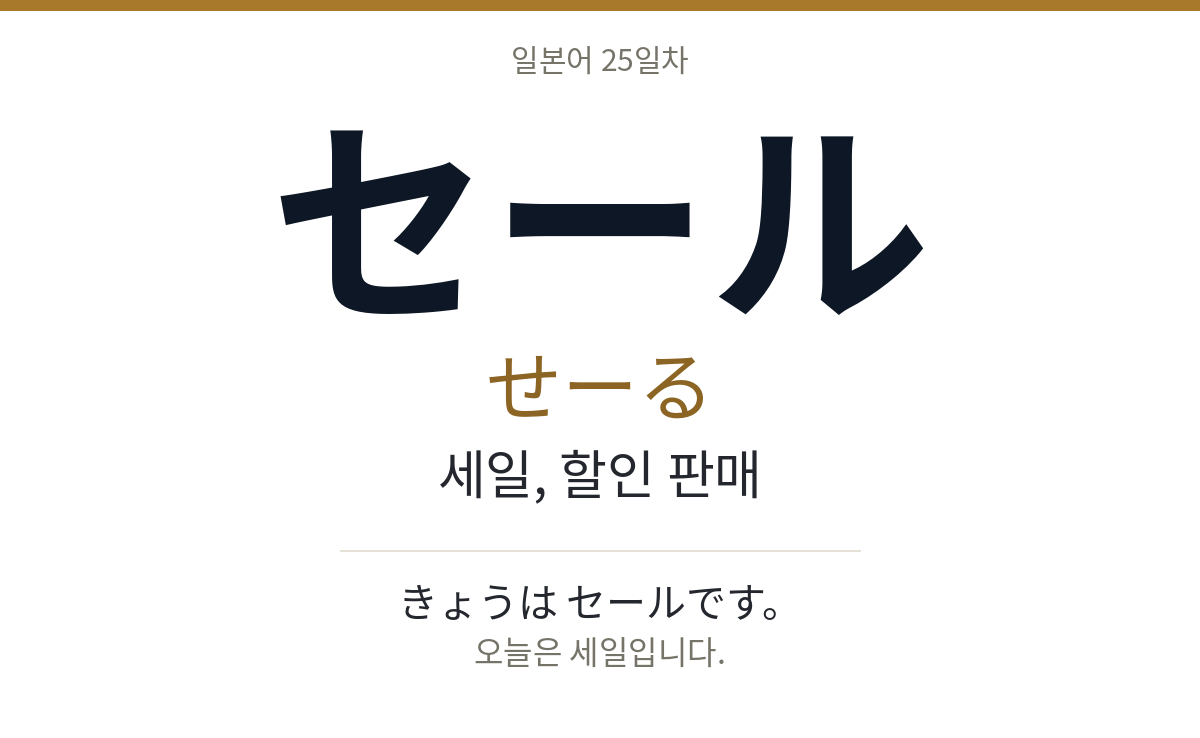 일본어 25일차
セール
せーる
세일, 할인 판매
きょうは セールです。
오늘은 세일입니다.